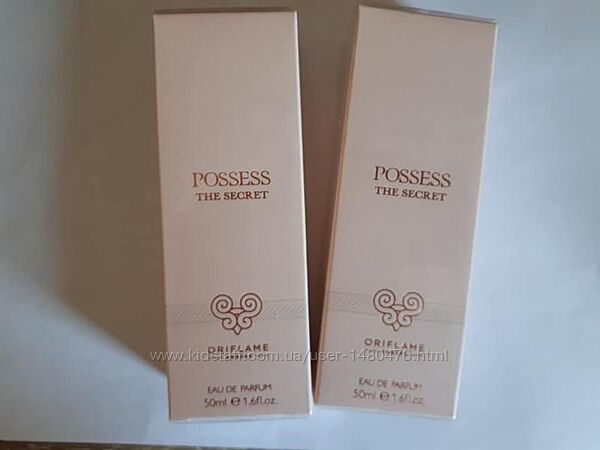 POSSESS
THE SECRET
ORIFLAME
EAU DE PARFUM
50ml e 1.6fl.oz.
POSSESS
THE SECRET
ORIFLAME
EAU DE PARFUM
50ml e 1.6fl.oz.
www.kidstaff.com.ua/user-1480476.html